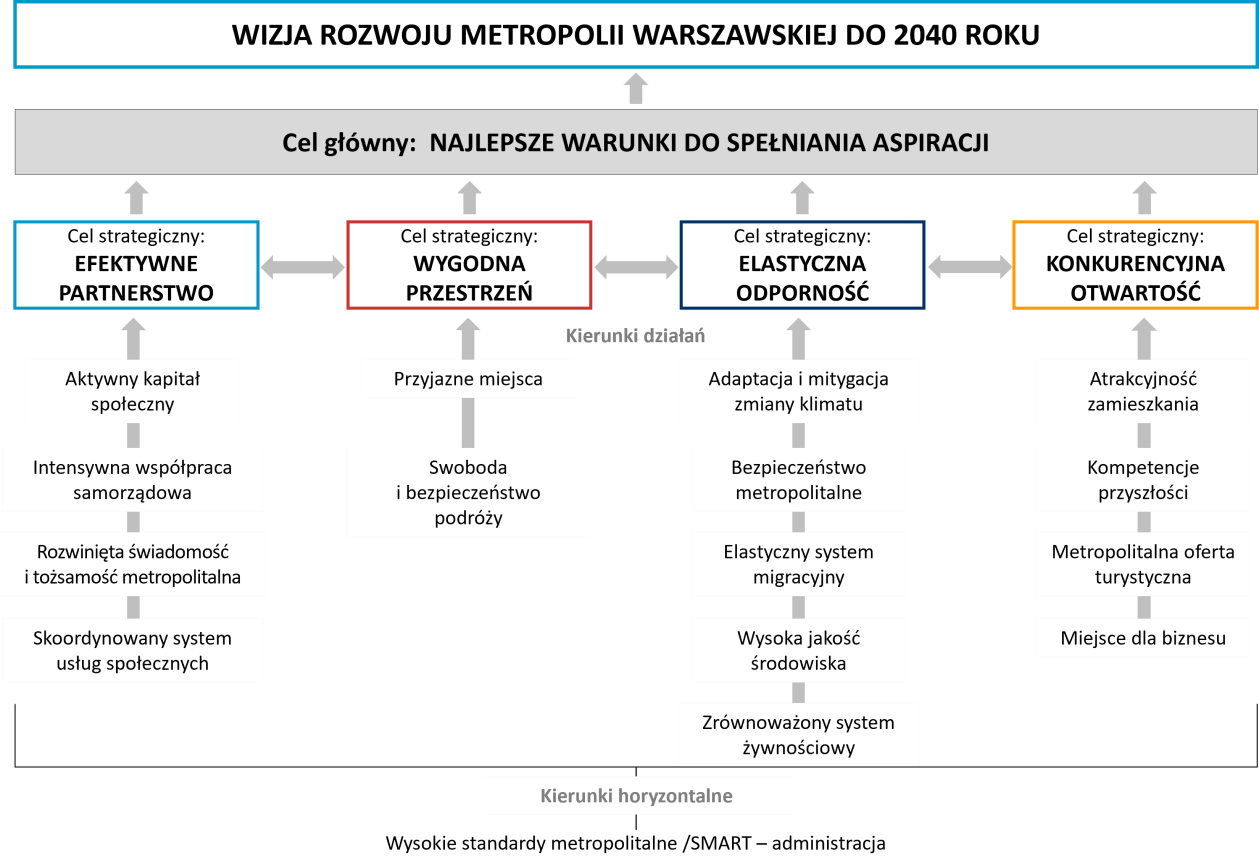 WIZJA ROZWOJU METROPOLII WARSZAWSKIEJ DO 2040 ROKU
Cel główny: NAJLEPSZE WARUNKI DO SPEŁNIANIA ASPIRACJI
Cel strategiczny:
EFEKTYWNE
PARTNERSTWO
Cel strategiczny:
WYGODNA
PRZESTRZEŃ
Cel strategiczny:
ELASTYCZNA
ODPORNOŚĆ
Cel strategiczny:
KONKURENCYJNA
OTWARTOŚĆ
Kierunki działań
Aktywny kapitał
społeczny
Intensywna współpraca
samorządowa
Rozwinięta świadomość
i tożsamość metropolitalna
Skoordynowany system
usług społecznych
Przyjazne miejsca
Swoboda
i bezpieczeństwo
podróży
Adaptacja i mitygacja
zmiany klimatu
Bezpieczeństwo
metropolitalne
Elastyczny system
migracyjny
Wysoka jakość
środowiska
Zrównoważony system
żywnościowy
Atrakcyjność
zamieszkania
Kompetencje
przyszłości
Metropolitalna oferta
turystyczna
Miejsce dla biznesu
Kierunki horyzontalne
Wysokie standardy metropolitalne /SMART – administracja